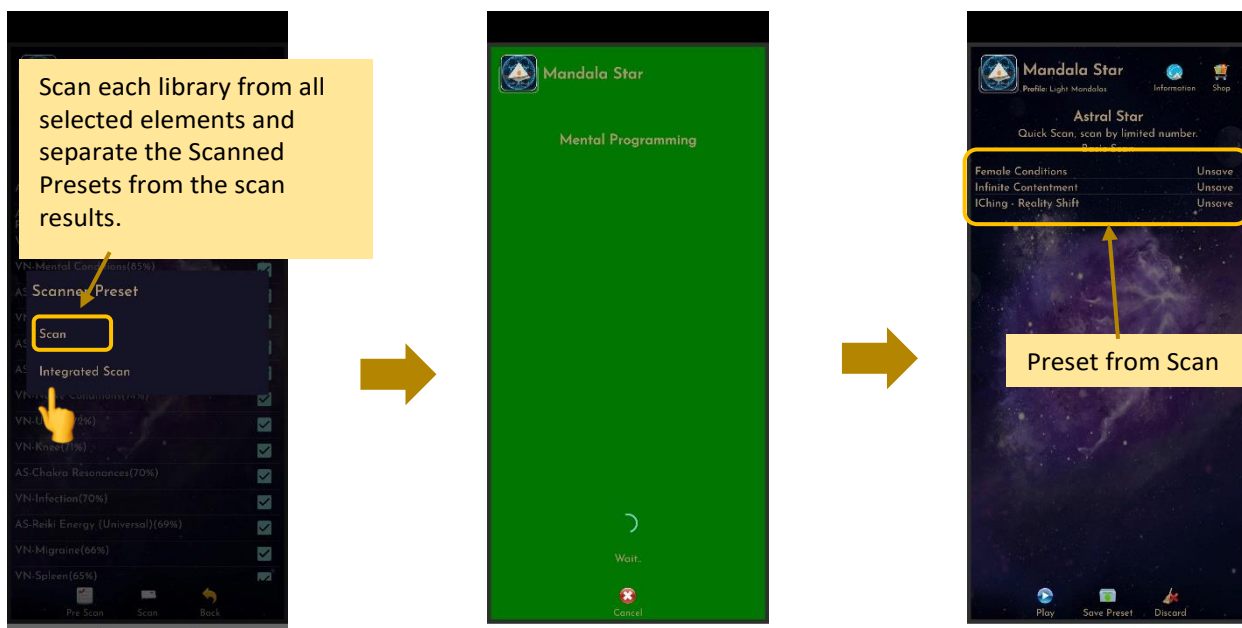 Scan each library from all
selected elements and
separate the Scanned
Presets from the scan
results.
VN-Mental Conditions(85%)
Scanner Preset
Scan
Integrated Scan
VN-Knee(71%)
AS-Chakra Resonances(70%)
VN-Infection(70%)
AS-Reiki Energy (Universal)(69%)
VN-Migraine(66%)
VN-Spleen(65%)
Pre Scan Scan Back
Mandala Star
Mental Programming
Wait..
Cancel
Mandala Star
Profile: Light Mandalas
Information Shop
Astral Star
Quick Scan, scan by limited number.
Basic Scan
Female Conditions Unsave
Infinite Contentment Unsave
IChing - Reality Shift Unsave
Preset from Scan
Play Save Preset Discard